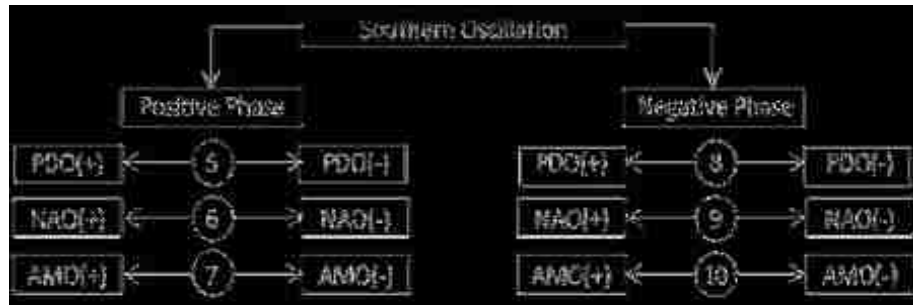 Southern Oscillation
Positive Phase Negative Phase
PDO(+) 5 PDO(-) PDO(+) 8 PDO(-)
NAO(+) 6 NAO(-) NAO(+) 9 NAO(-)
AMO(+) 7 AMO(-) AMO(+) 10 AMO(-)